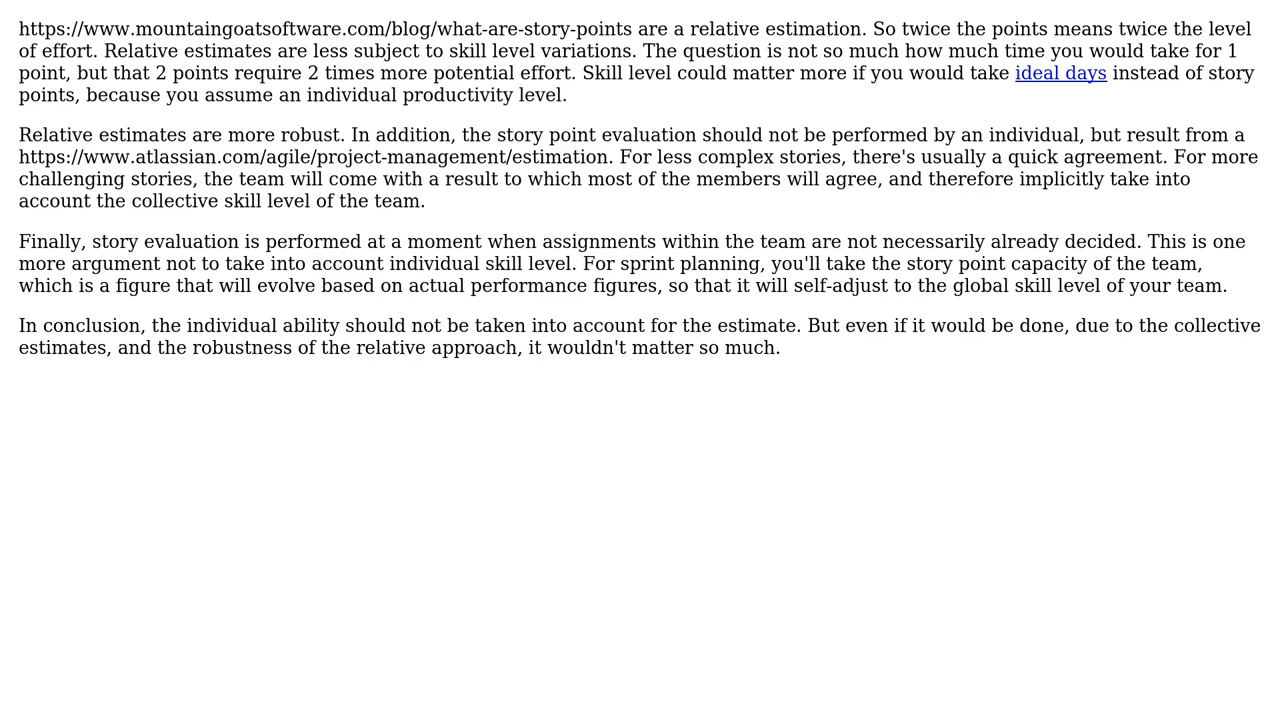 https://www.mountaingoatsoftware.com/blog/what-are-story-points are a relative estimation. So twice the points means twice the level
of effort. Relative estimates are less subject to skill level variations. The question is not so much how much time you would take for 1
point, but that 2 points require 2 times more potential effort. Skill level could matter more if you would take ideal days instead of story
points, because you assume an individual productivity level.
Relative estimates are more robust. In addition, the story point evaluation should not be performed by an individual, but result from a
https://www.atlassian.com/agile/project-management/estimation. For less complex stories, there's usually a quick agreement. For more
challenging stories, the team will come with a result to which most of the members will agree, and therefore implicitly take into
account the collective skill level of the team.
Finally, story evaluation is performed at a moment when assignments within the team are not necessarily already decided. This is one
more argument not to take into account individual skill level. For sprint planning, you'll take the story point capacity of the team,
which is a figure that will evolve based on actual performance figures, so that it will self-adjust to the global skill level of your team.
In conclusion, the individual ability should not be taken into account for the estimate. But even if it would be done, due to the collective
estimates, and the robustness of the relative approach, it wouldn't matter so much.